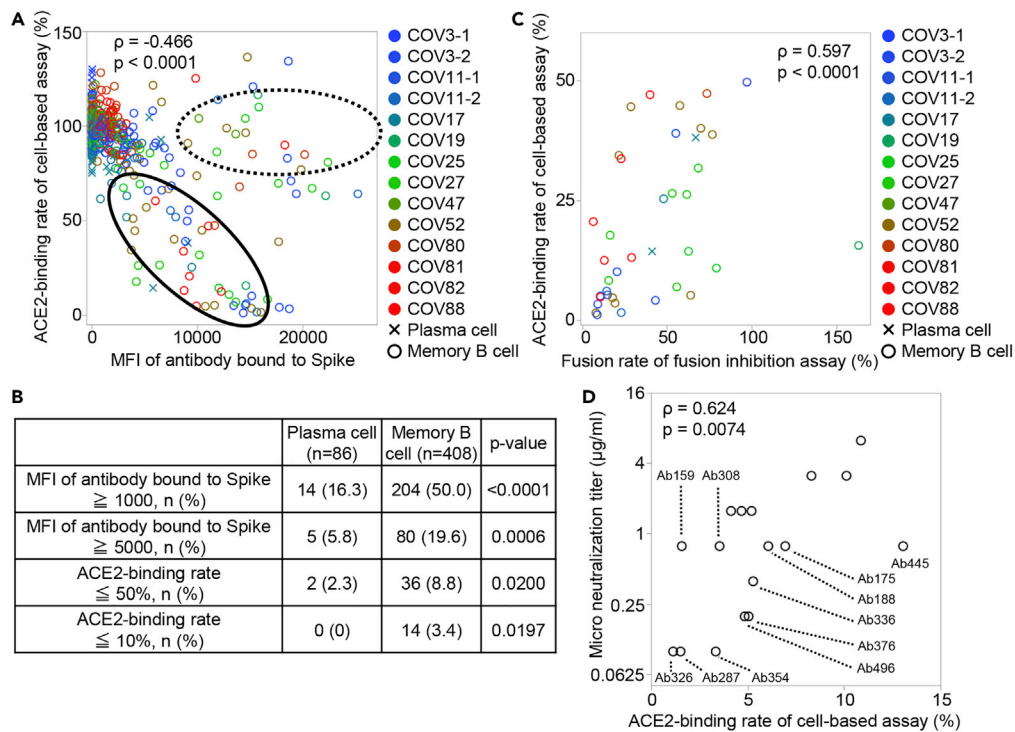 A
ACE2-binding rate of cell-based assay (%)
150
100
50
0
ρ = -0.466
p < 0.0001
0
10000
20000
MFI of antibody bound to Spike
COV3-1
COV3-2
COV11-1
COV11-2
COV17
COV19
COV25
COV27
COV47
COV52
COV80
COV81
COV82
COV88
Plasma cell
Memory B cell
C
ACE2-binding rate of cell-based assay (%)
50
25
0
ρ = 0.597
p < 0.0001
0
50
100
150
Fusion rate of fusion inhibition assay (%)
COV3-1
COV3-2
COV11-1
COV11-2
COV17
COV19
COV25
COV27
COV47
COV52
COV80
COV81
COV82
COV88
Plasma cell
Memory B cell
B
Plasma cell (n=86)
Memory B cell (n=408)
p-value
MFI of antibody bound to Spike
≧ 1000, n (%)
14 (16.3)
204 (50.0)
<0.0001
MFI of antibody bound to Spike
≧ 5000, n (%)
5 (5.8)
80 (19.6)
0.0006
ACE2-binding rate
≦ 50%, n (%)
2 (2.3)
36 (8.8)
0.0200
ACE2-binding rate
≦ 10%, n (%)
0 (0)
14 (3.4)
0.0197
D
Micro neutralization titer (μg/ml)
16
4
1
0.25
0.0625
ρ = 0.624
p = 0.0074
Ab159
Ab308
Ab445
Ab175
Ab188
Ab336
Ab376
Ab496
Ab326
Ab287
Ab354
0
5
10
15
ACE2-binding rate of cell-based assay (%)